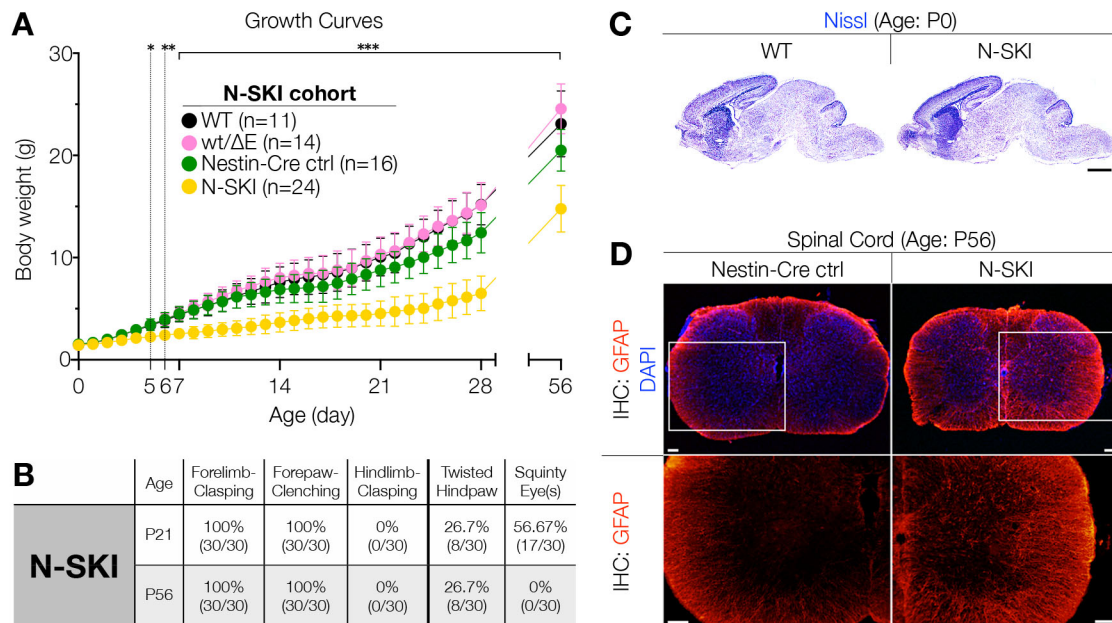 A
Growth Curves
* ** ***
Body weight (g)
30
20
10
0
N-SKI cohort
WT (n=11)
wt/ΔE (n=14)
Nestin-Cre ctrl (n=16)
N-SKI (n=24)
0 5 6 7 14 21 28 56
Age (day)
B
Age Forelimb-Clasping Forepaw-Clenching Hindlimb-Clasping Twisted Hindpaw Squinty Eye(s)
N-SKI
P21 100% (30/30) 100% (30/30) 0% (0/30) 26.7% (8/30) 56.67% (17/30)
P56 100% (30/30) 100% (30/30) 0% (0/30) 26.7% (8/30) 0% (0/30)
C
Nissl (Age: P0)
WT N-SKI
D
Spinal Cord (Age: P56)
Nestin-Cre ctrl N-SKI
IHC: GFAP
DAPI
IHC: GFAP